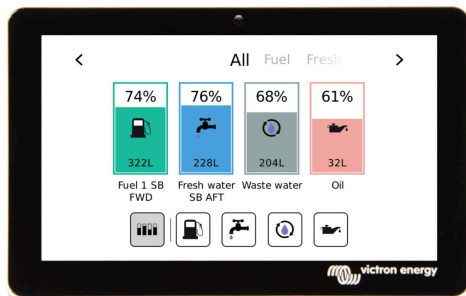 All Fuel Fresh
74% 76% 68% 61%
322L 228L 204L 32L
Fuel 1 SB Fresh water Waste water Oil
FWD SB AFT
victron energy